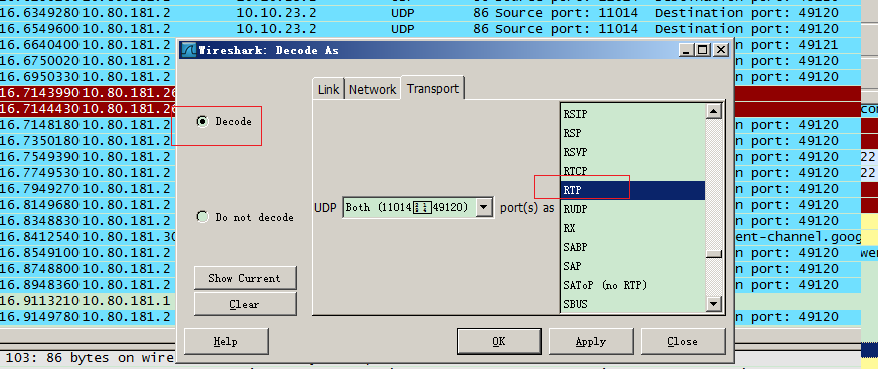 16.6349280 10.80.181.2 10.10.23.2 UDP 86 Source port: 11014 Destination port: 49120
16.6549600 10.80.181.2 10.10.23.2 UDP 86 Source port: 11014 Destination port: 49120
16.6640400 10.80.181.2 n port: 49121
16.6750020 10.80.181.2 n port: 49120
16.6950330 10.80.181.2 n port: 49120
16.7143990 10.80.181.26
16.7144430 10.80.181.26
16.7148180 10.80.181.2 n port: 49120
16.7350180 10.80.181.2 n port: 49120
16.7549390 10.80.181.2 n port: 49120 22
16.7749530 10.80.181.2 n port: 49120 22
16.7949270 10.80.181.2 n port: 49120
16.8149680 10.80.181.2 n port: 49120
16.8348830 10.80.181.2 n port: 49120
16.8412540 10.80.181.30 ent-channel.goog
16.8549100 10.80.181.2 n port: 49120
16.8748800 10.80.181.2 n port: 49120
16.8948360 10.80.181.2 n port: 49120
16.9113210 10.80.181.1
16.9149780 10.80.181.2 n port: 49120
103: 86 bytes on wire
Wireshark: Decode As
Link Network Transport
Decode
Do not decode
Show Current
Clear
UDP Both (11014 49120) port(s) as
RSIP
RSP
RSVP
RTCP
RTP
RUDP
RX
SABP
SAP
SAToP (no RTP)
SBUS
Help OK Apply Close